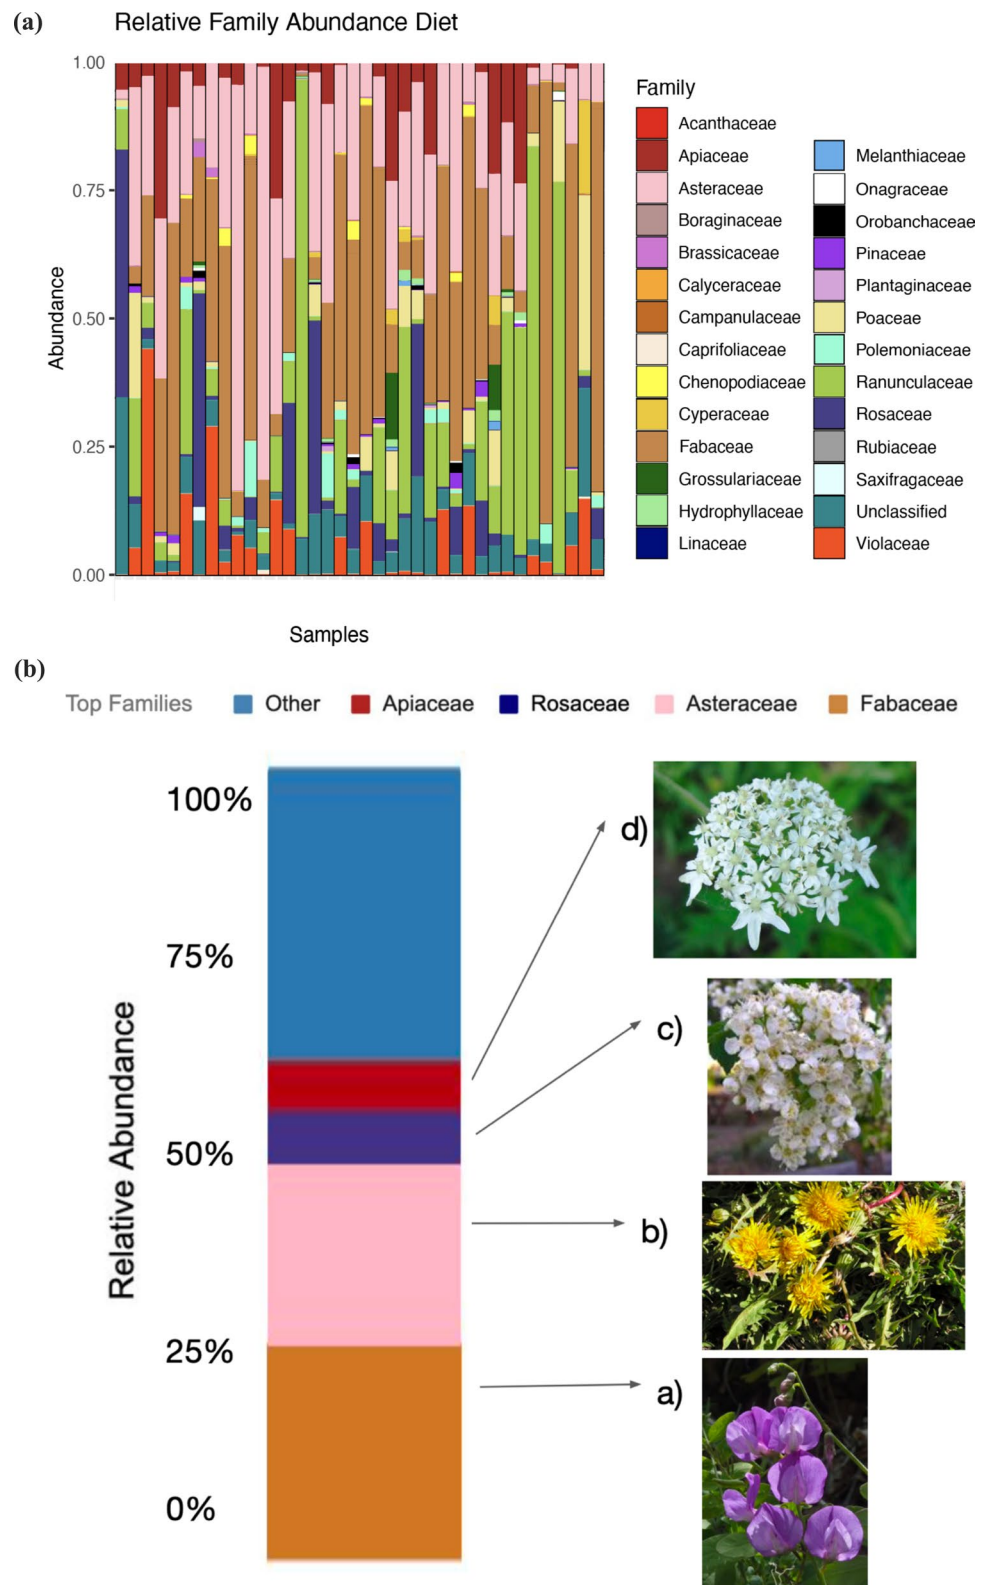 (a)
Relative Family Abundance Diet
1.00
0.75
0.50
0.25
0.00
Abundance
Samples
Family
Acanthaceae
Apiaceae
Asteraceae
Boraginaceae
Brassicaceae
Calyceraceae
Campanulaceae
Caprifoliaceae
Chenopodiaceae
Cyperaceae
Fabaceae
Grossulariaceae
Hydrophyllaceae
Linaceae
Melanthiaceae
Onagraceae
Orobanchaceae
Pinaceae
Plantaginaceae
Poaceae
Polemoniaceae
Ranunculaceae
Rosaceae
Rubiaceae
Saxifragaceae
Unclassified
Violaceae
(b)
Top Families Other Apiaceae Rosaceae Asteraceae Fabaceae
100%
75%
50%
25%
0%
Relative Abundance
d)
c)
b)
a)